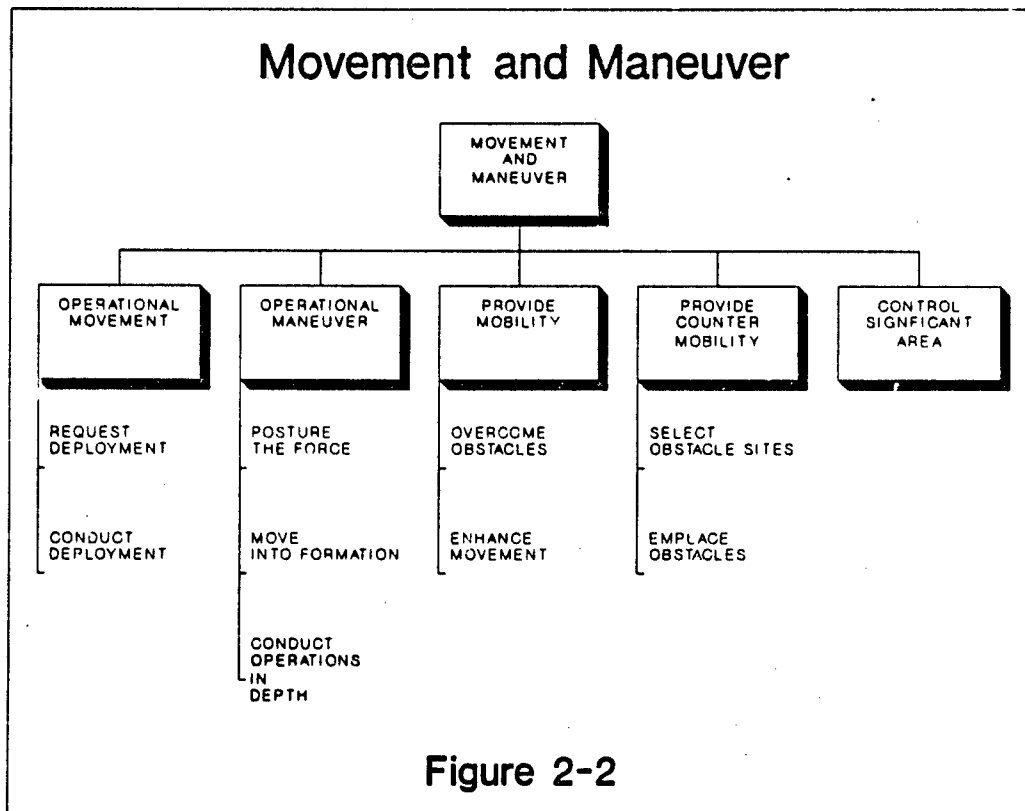 Movement and Maneuver
MOVEMENT
AND
MANEUVER
OPERATIONAL
MOVEMENT
OPERATIONAL
MANEUVER
PROVIDE
MOBILITY
PROVIDE
COUNTER
MOBILITY
CONTROL
SIGNFICANT
AREA
REQUEST
DEPLOYMENT
CONDUCT
DEPLOYMENT
POSTURE
THE FORCE
MOVE
INTO FORMATION
CONDUCT
OPERATIONS
IN
DEPTH
OVERCOME
OBSTACLES
ENHANCE
MOVEMENT
SELECT
OBSTACLE SITES
EMPLACE
OBSTACLES
Figure 2-2